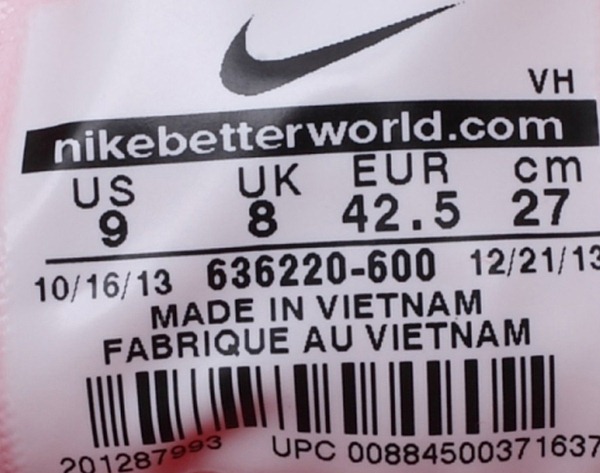 VH
nikebetterworld.com
US UK EUR cm
9 8 42.5 27
10/16/13 636220-600 12/21/13
MADE IN VIETNAM
FABRIQUE AU VIETNAM
201287993 UPC 00884500371637